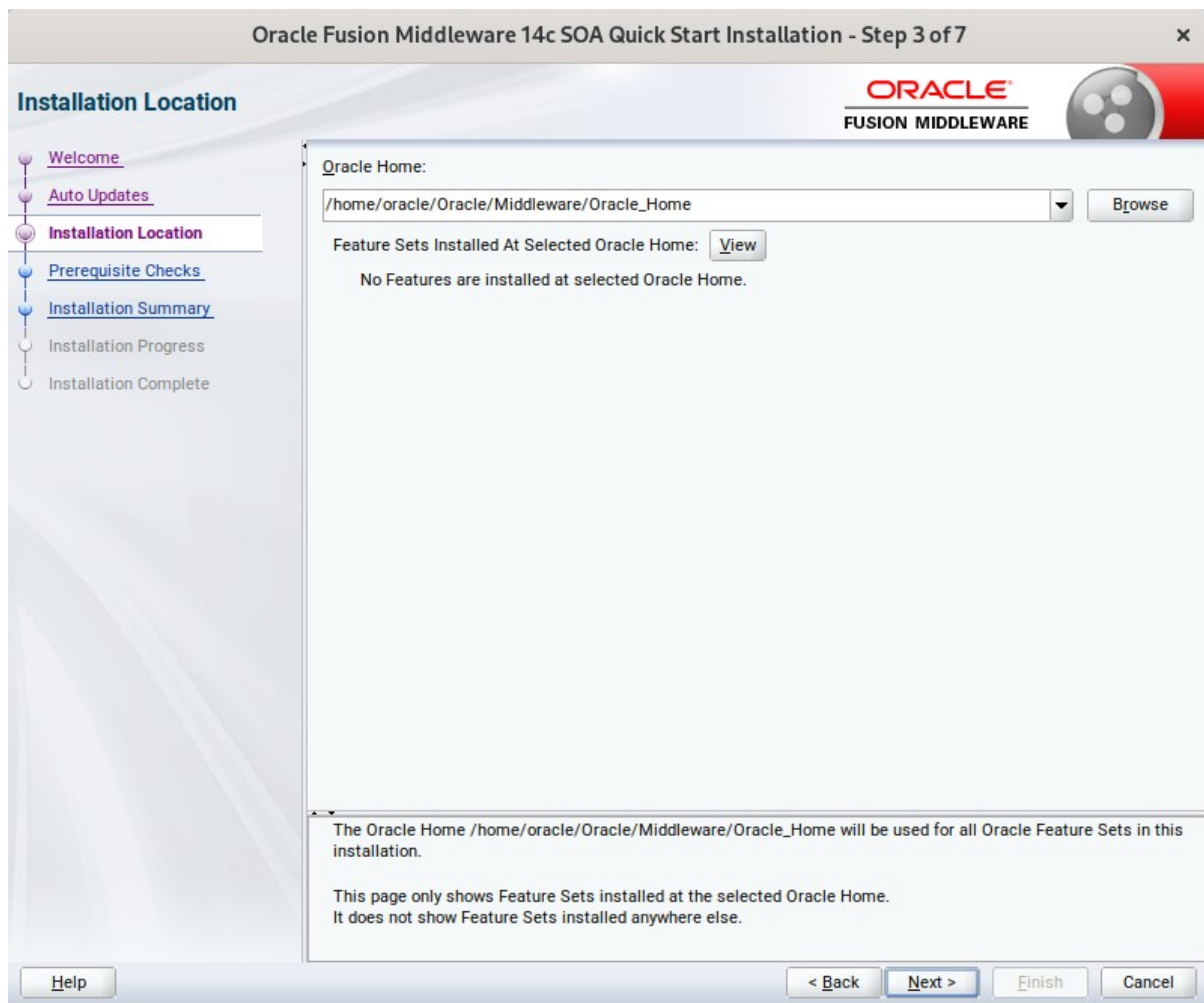 Oracle Fusion Middleware 14c SOA Quick Start Installation - Step 3 of 7
×
Installation Location
ORACLE
FUSION MIDDLEWARE
Welcome
Auto Updates
Installation Location
Prerequisite Checks
Installation Summary
Installation Progress
Installation Complete
Oracle Home:
/home/oracle/Oracle/Middleware/Oracle_Home
Browse
Feature Sets Installed At Selected Oracle Home: View
No Features are installed at selected Oracle Home.
The Oracle Home /home/oracle/Oracle/Middleware/Oracle_Home will be used for all Oracle Feature Sets in this
installation.
This page only shows Feature Sets installed at the selected Oracle Home.
It does not show Feature Sets installed anywhere else.
Help
< Back
Next >
Finish
Cancel